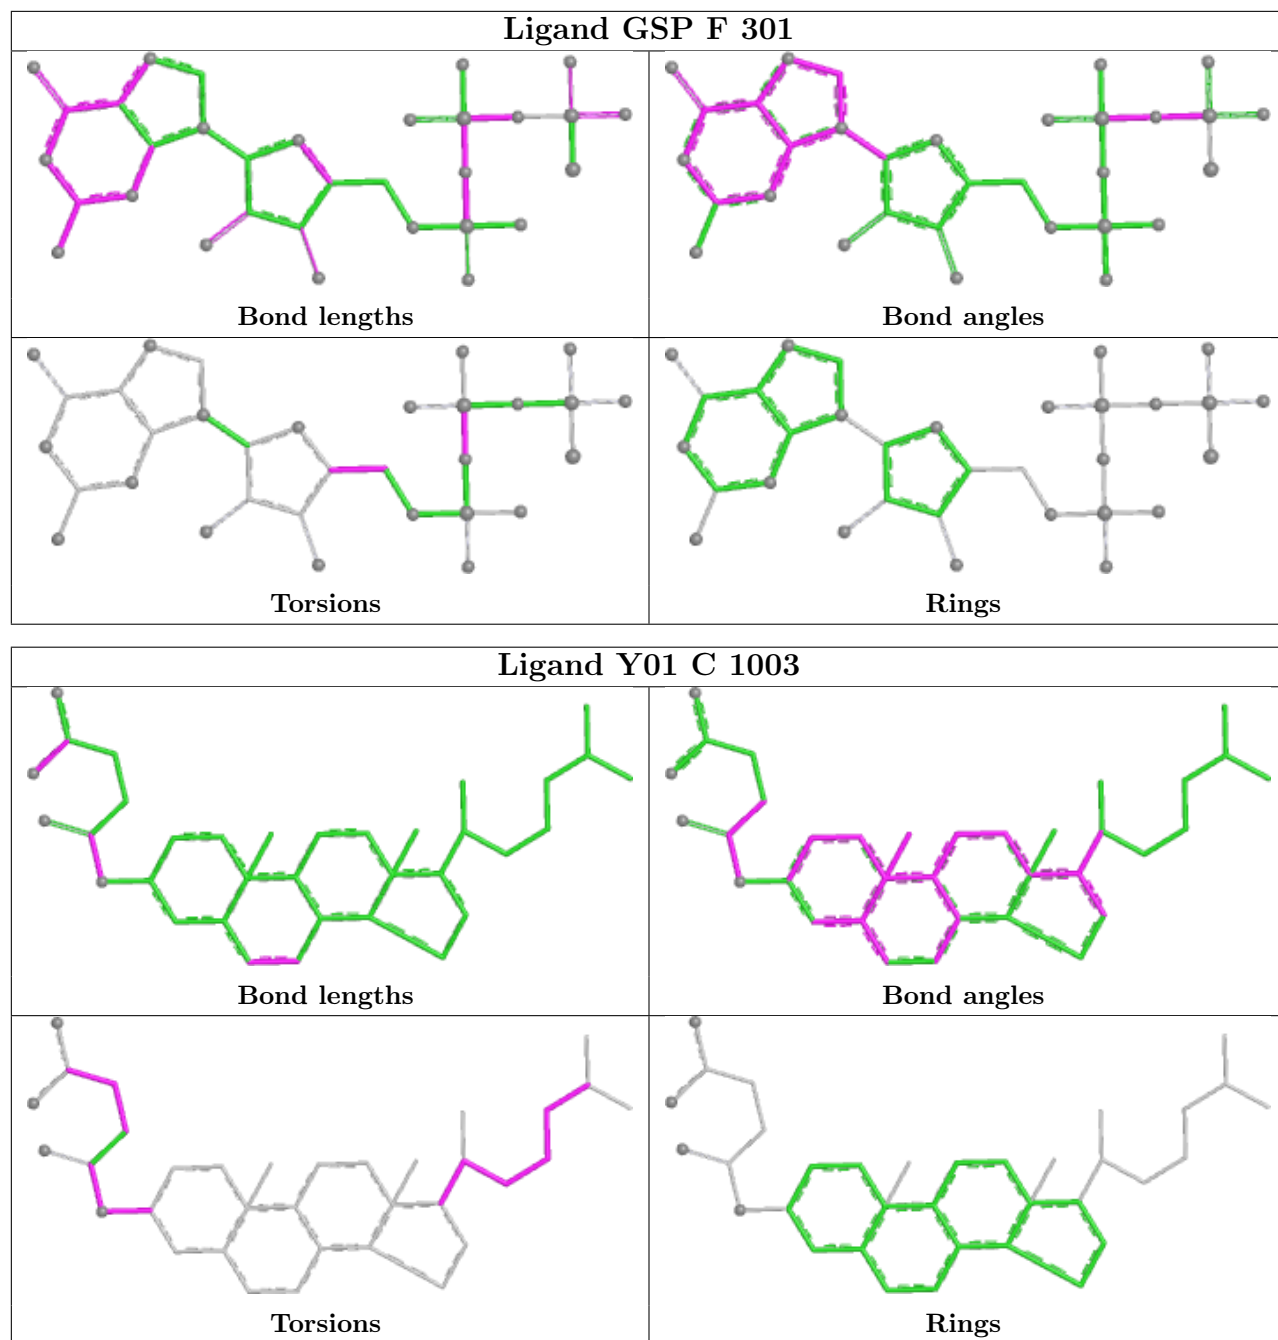 Ligand GSP F 301
Bond lengths
Bond angles
Torsions
Rings
Ligand Y01 C 1003
Bond lengths
Bond angles
Torsions
Rings